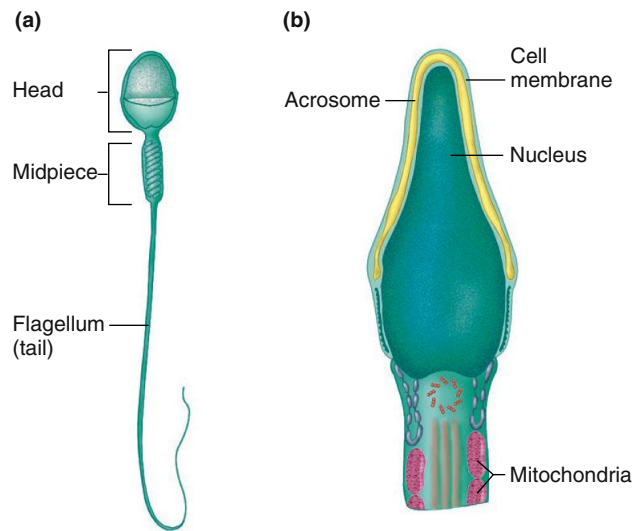 (a)
Head
Midpiece
Flagellum
(tail)
(b)
Cell
membrane
Acrosome
Nucleus
Mitochondria